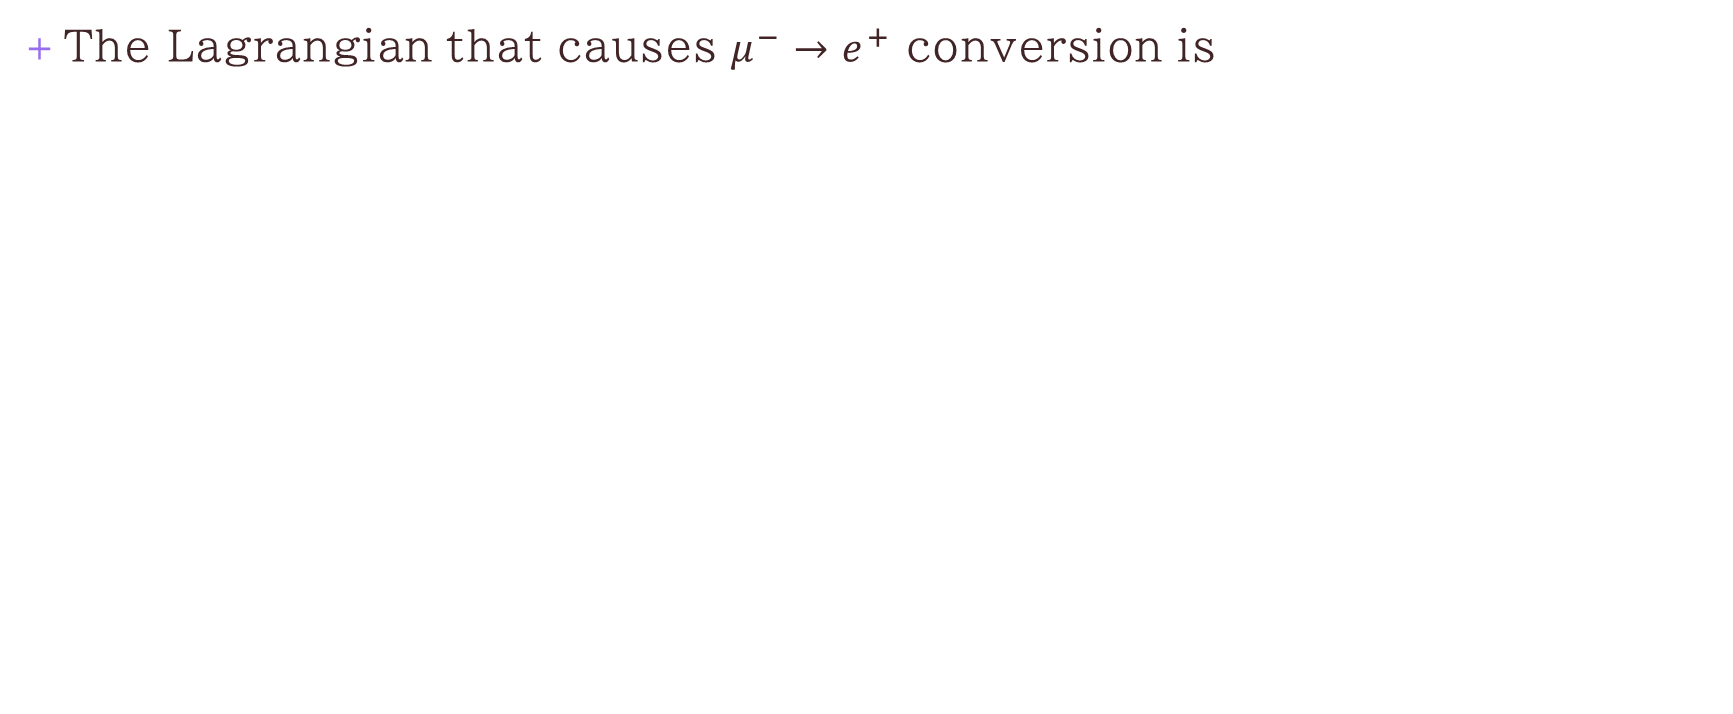 + The Lagrangian that causes μ⁻ → e⁺ conversion is